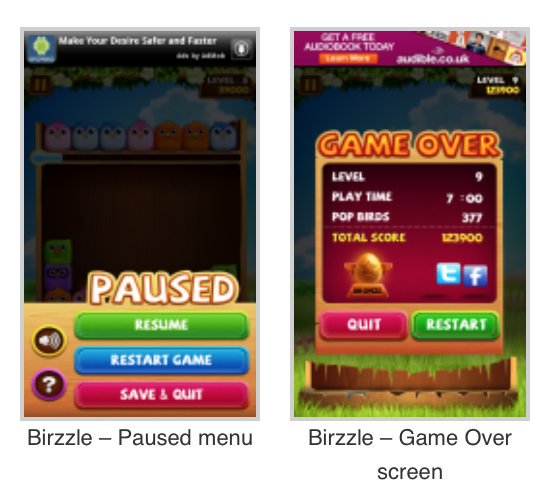 Make Your Desire Safer and Faster
Ads by AdMob
LEVEL 6
39000
PAUSED
RESUME
RESTART GAME
?
SAVE & QUIT
Birzzle – Paused menu
GET A FREE
AUDIOBOOK TODAY
Learn More
audible.co.uk
LEVEL 9
123900
GAME OVER
LEVEL 9
PLAY TIME 7 :00
POP BIRDS 377
TOTAL SCORE 123900
QUIT
RESTART
Birzzle – Game Over
screen